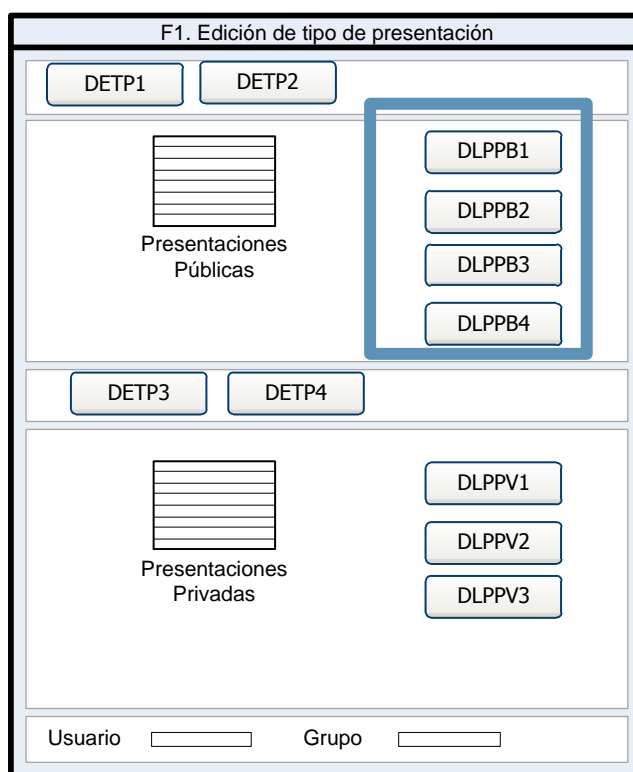 F1. Edición de tipo de presentación
DETP1 DETP2
DLPPB1
DLPPB2
Presentaciones
Públicas
DLPPB3
DLPPB4
DETP3 DETP4
DLPPV1
DLPPV2
Presentaciones
Privadas
DLPPV3
Usuario Grupo